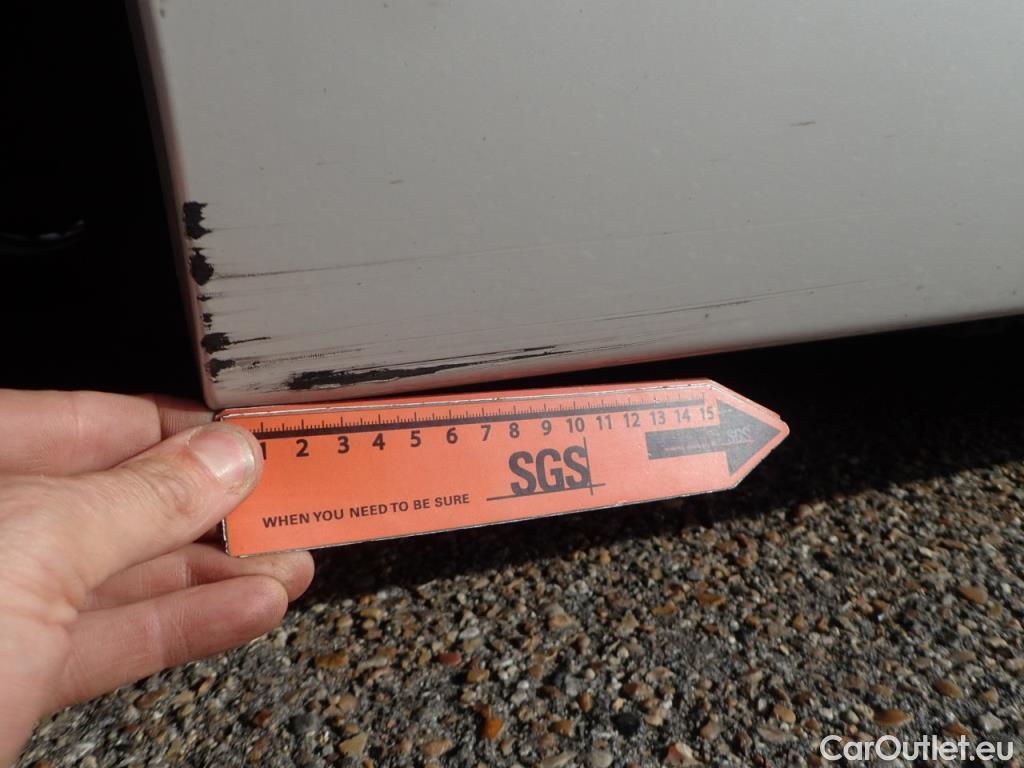 1 2 3 4 5 6 7 8 9 10 11 12 13 14 15
SGS
SGS
WHEN YOU NEED TO BE SURE
CarOutlet.eu